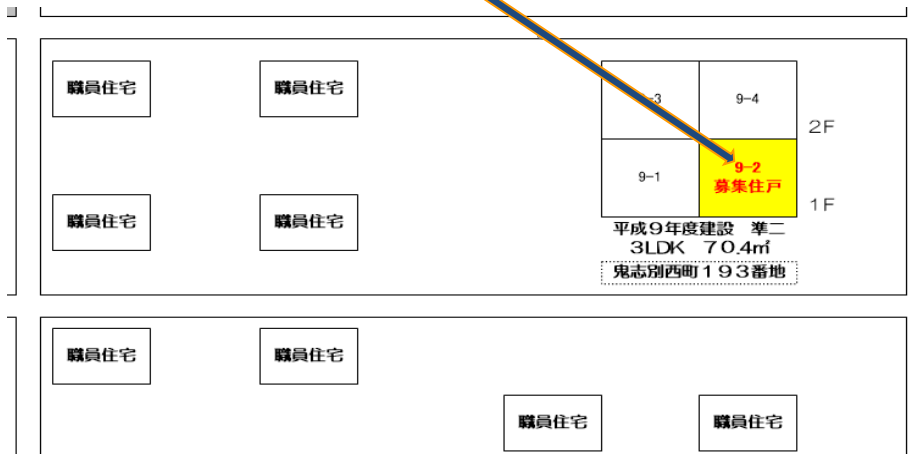 職員住宅
職員住宅
9-3
9-4
2F
9-1
9-2
募集住戸
1F
職員住宅
職員住宅
平成9年度建設 準二
3LDK 70.4㎡
鬼志別西町193番地
職員住宅
職員住宅
職員住宅
職員住宅